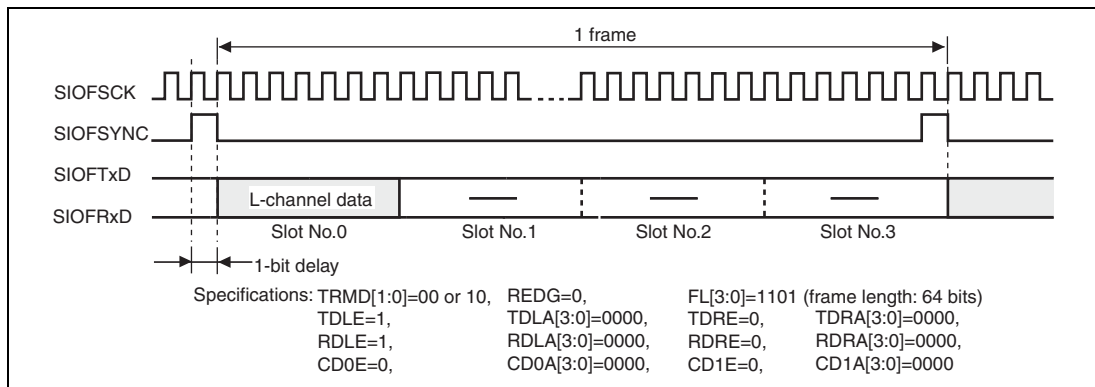 1 frame
SIOFSCK
SIOFSYNC
SIOFTxD
L-channel data
SIOFRxD
Slot No.0 Slot No.1 Slot No.2 Slot No.3
1-bit delay
Specifications: TRMD[1:0]=00 or 10, REDG=0, FL[3:0]=1101 (frame length: 64 bits)
TDLE=1, TDLA[3:0]=0000, TDRE=0, TDRA[3:0]=0000,
RDLE=1, RDLA[3:0]=0000, RDRE=0, RDRA[3:0]=0000,
CD0E=0, CD0A[3:0]=0000, CD1E=0, CD1A[3:0]=0000